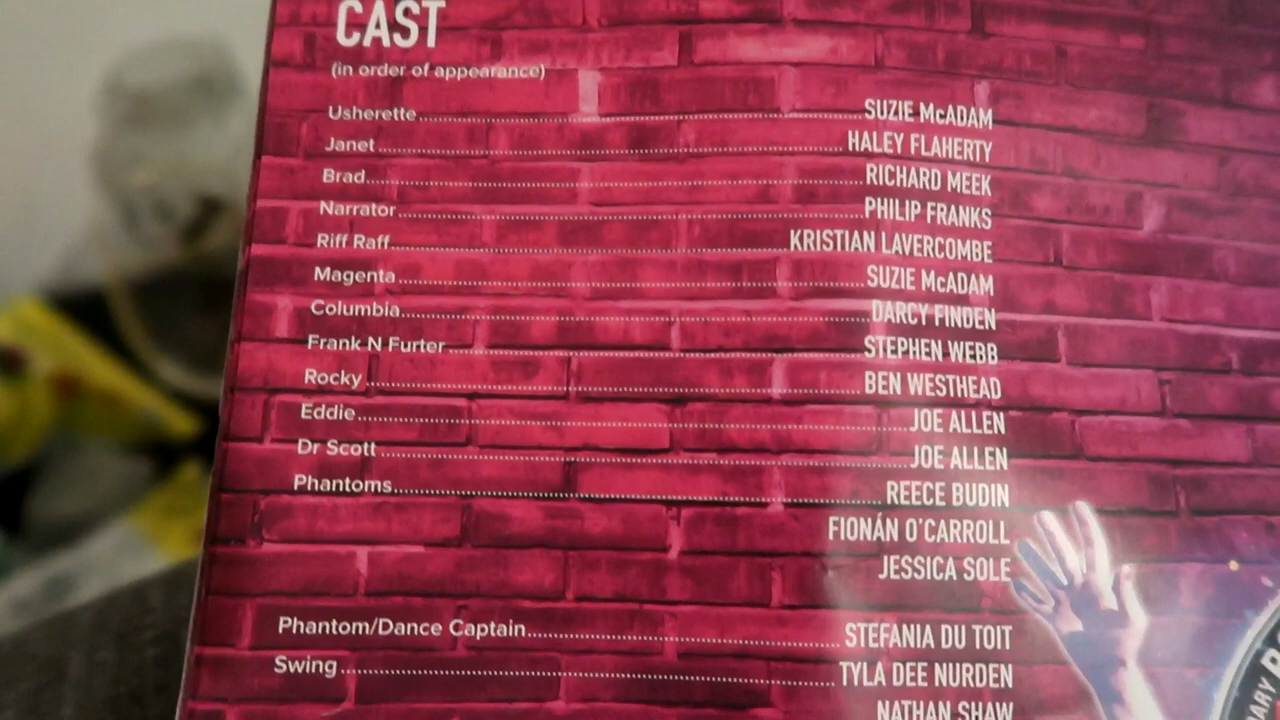 CAST
(in order of appearance)
Usherette SUZIE McADAM
Janet HALEY FLAHERTY
Brad RICHARD MEEK
Narrator PHILIP FRANKS
Riff Raff KRISTIAN LAVERCOMBE
Magenta SUZIE McADAM
Columbia DARCY FINDEN
Frank N Furter STEPHEN WEBB
Rocky BEN WESTHEAD
Eddie JOE ALLEN
Dr Scott JOE ALLEN
Phantoms REECE BUDIN
FIONÁN O'CARROLL
JESSICA SOLE
Phantom/Dance Captain STEFANIA DU TOIT
Swing TYLA DEE NURDEN
NATHAN SHAW